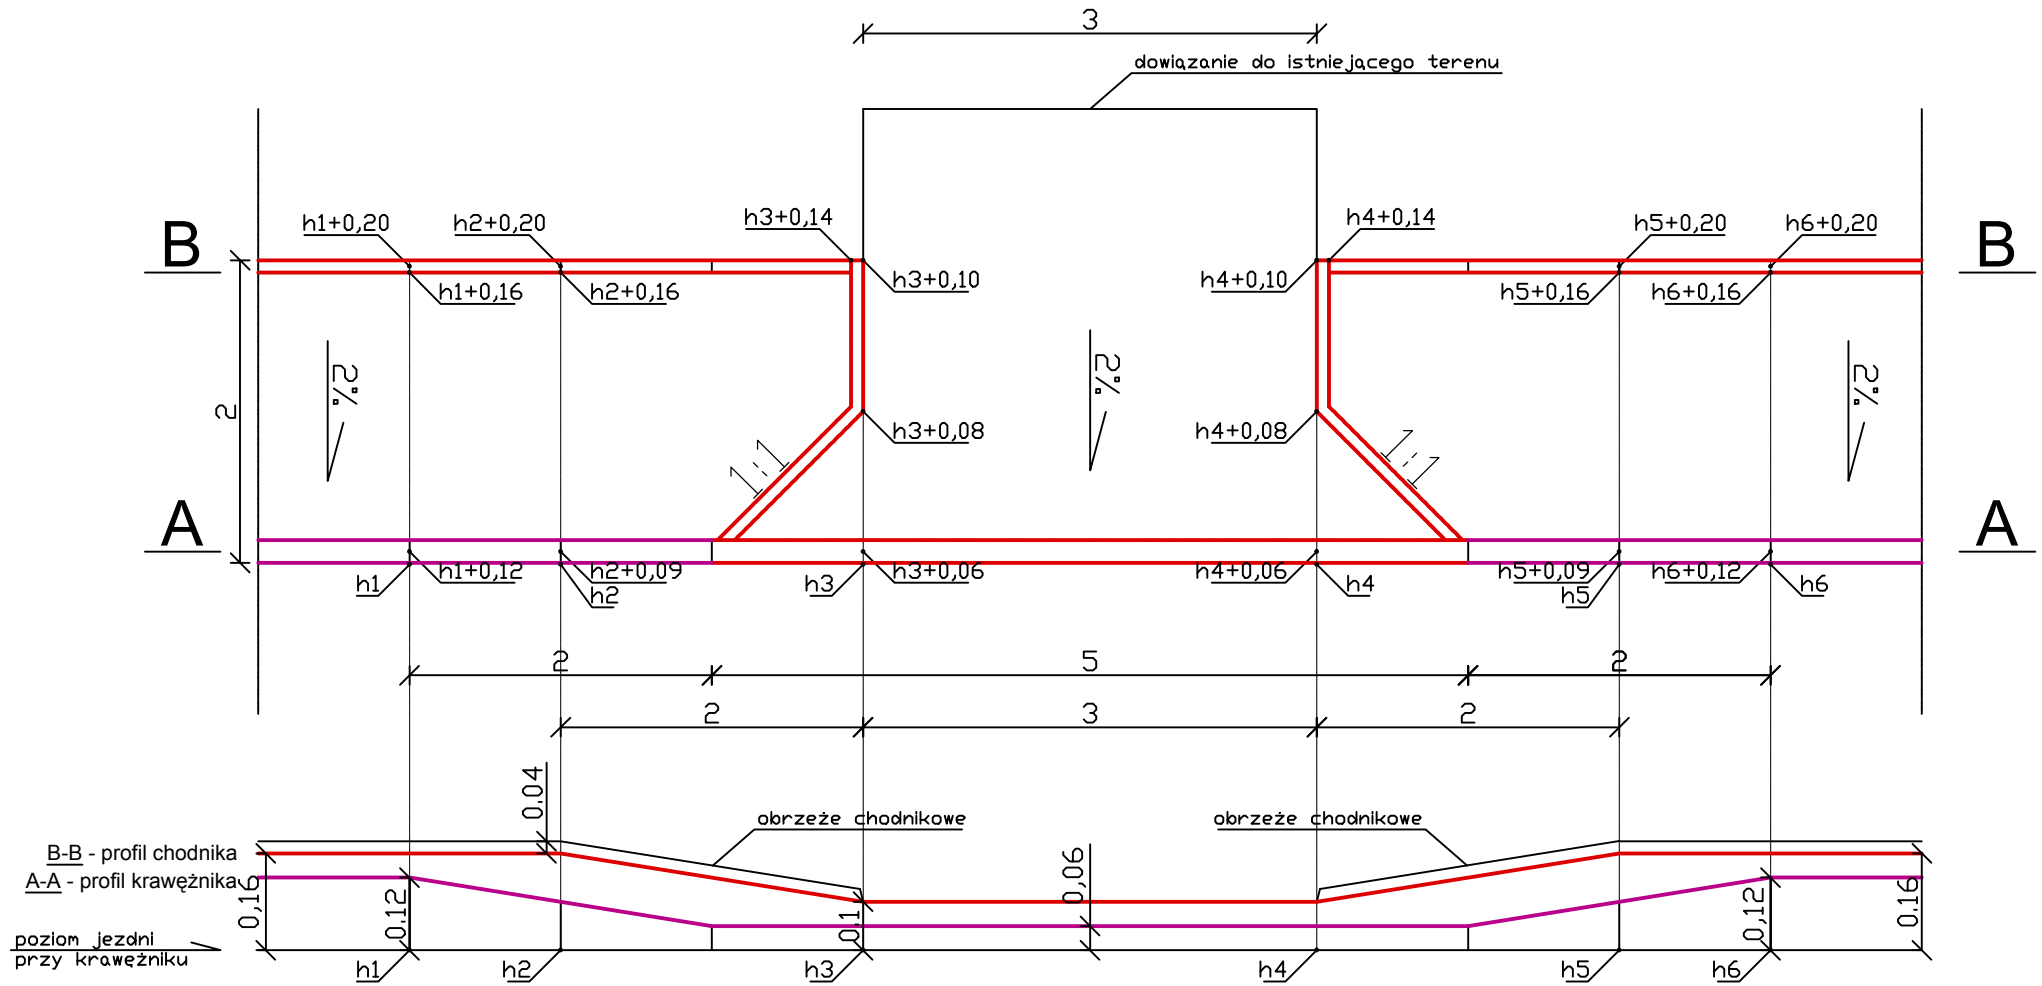 3
dowiązanie do istniejącego terenu
h1+0,20
h2+0,20
h3+0,14
h4+0,14
h5+0,20
h6+0,20
B
B
h1+0,16
h2+0,16
h3+0,10
h4+0,10
h5+0,16
h6+0,16
2%
2%
2%
2
h3+0,08
h4+0,08
1:1
1:1
A
A
h1
h1+0,12
h2+0,09
h2
h3
h3+0,06
h4+0,06
h4
h5+0,09
h5
h6+0,12
h6
2
5
2
2
3
2
0.04
obrzeże chodnikowe
obrzeże chodnikowe
B-B - profil chodnika
A-A - profil krawężnika
0,16
0.12
0,1
0,06
0,12
0.16
poziom jezdni
przy krawężniku
h1
h2
h3
h4
h5
h6